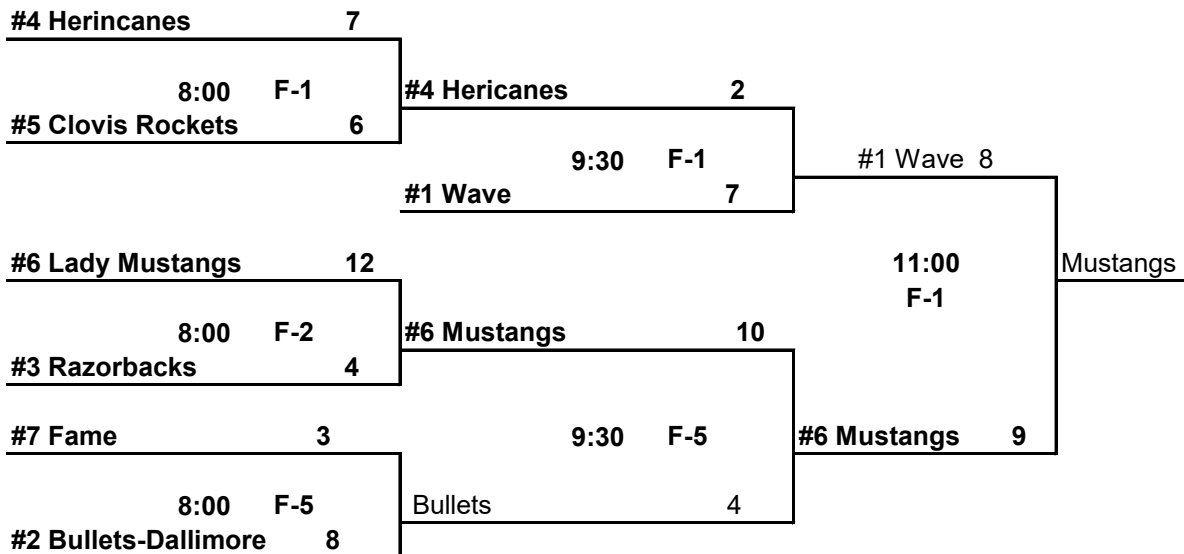 #4 Herincanes 7
8:00 F-1 #4 Hericanes 2
#5 Clovis Rockets 6
9:30 F-1 #1 Wave 8
#1 Wave 7
#6 Lady Mustangs 12 11:00 Mustangs
F-1
8:00 F-2 #6 Mustangs 10
#3 Razorbacks 4
#7 Fame 3 9:30 F-5 #6 Mustangs 9
8:00 F-5 Bullets 4
#2 Bullets-Dallimore 8